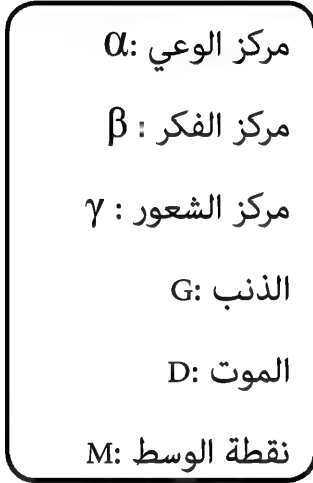 مركز الوعي :α
مركز الفكر : β
مركز الشعور : γ
الذنب :G
الموت :D
نقطة الوسط :M